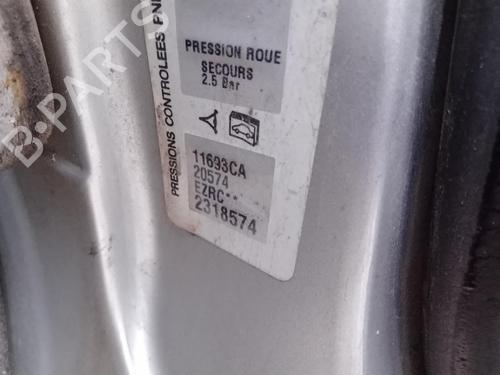 PRESSIONS CONTROLEES
PRESSION ROUE
SECOURS
2.5 Bar
11693CA
20574
EZRC**
2318574
B-PARTS